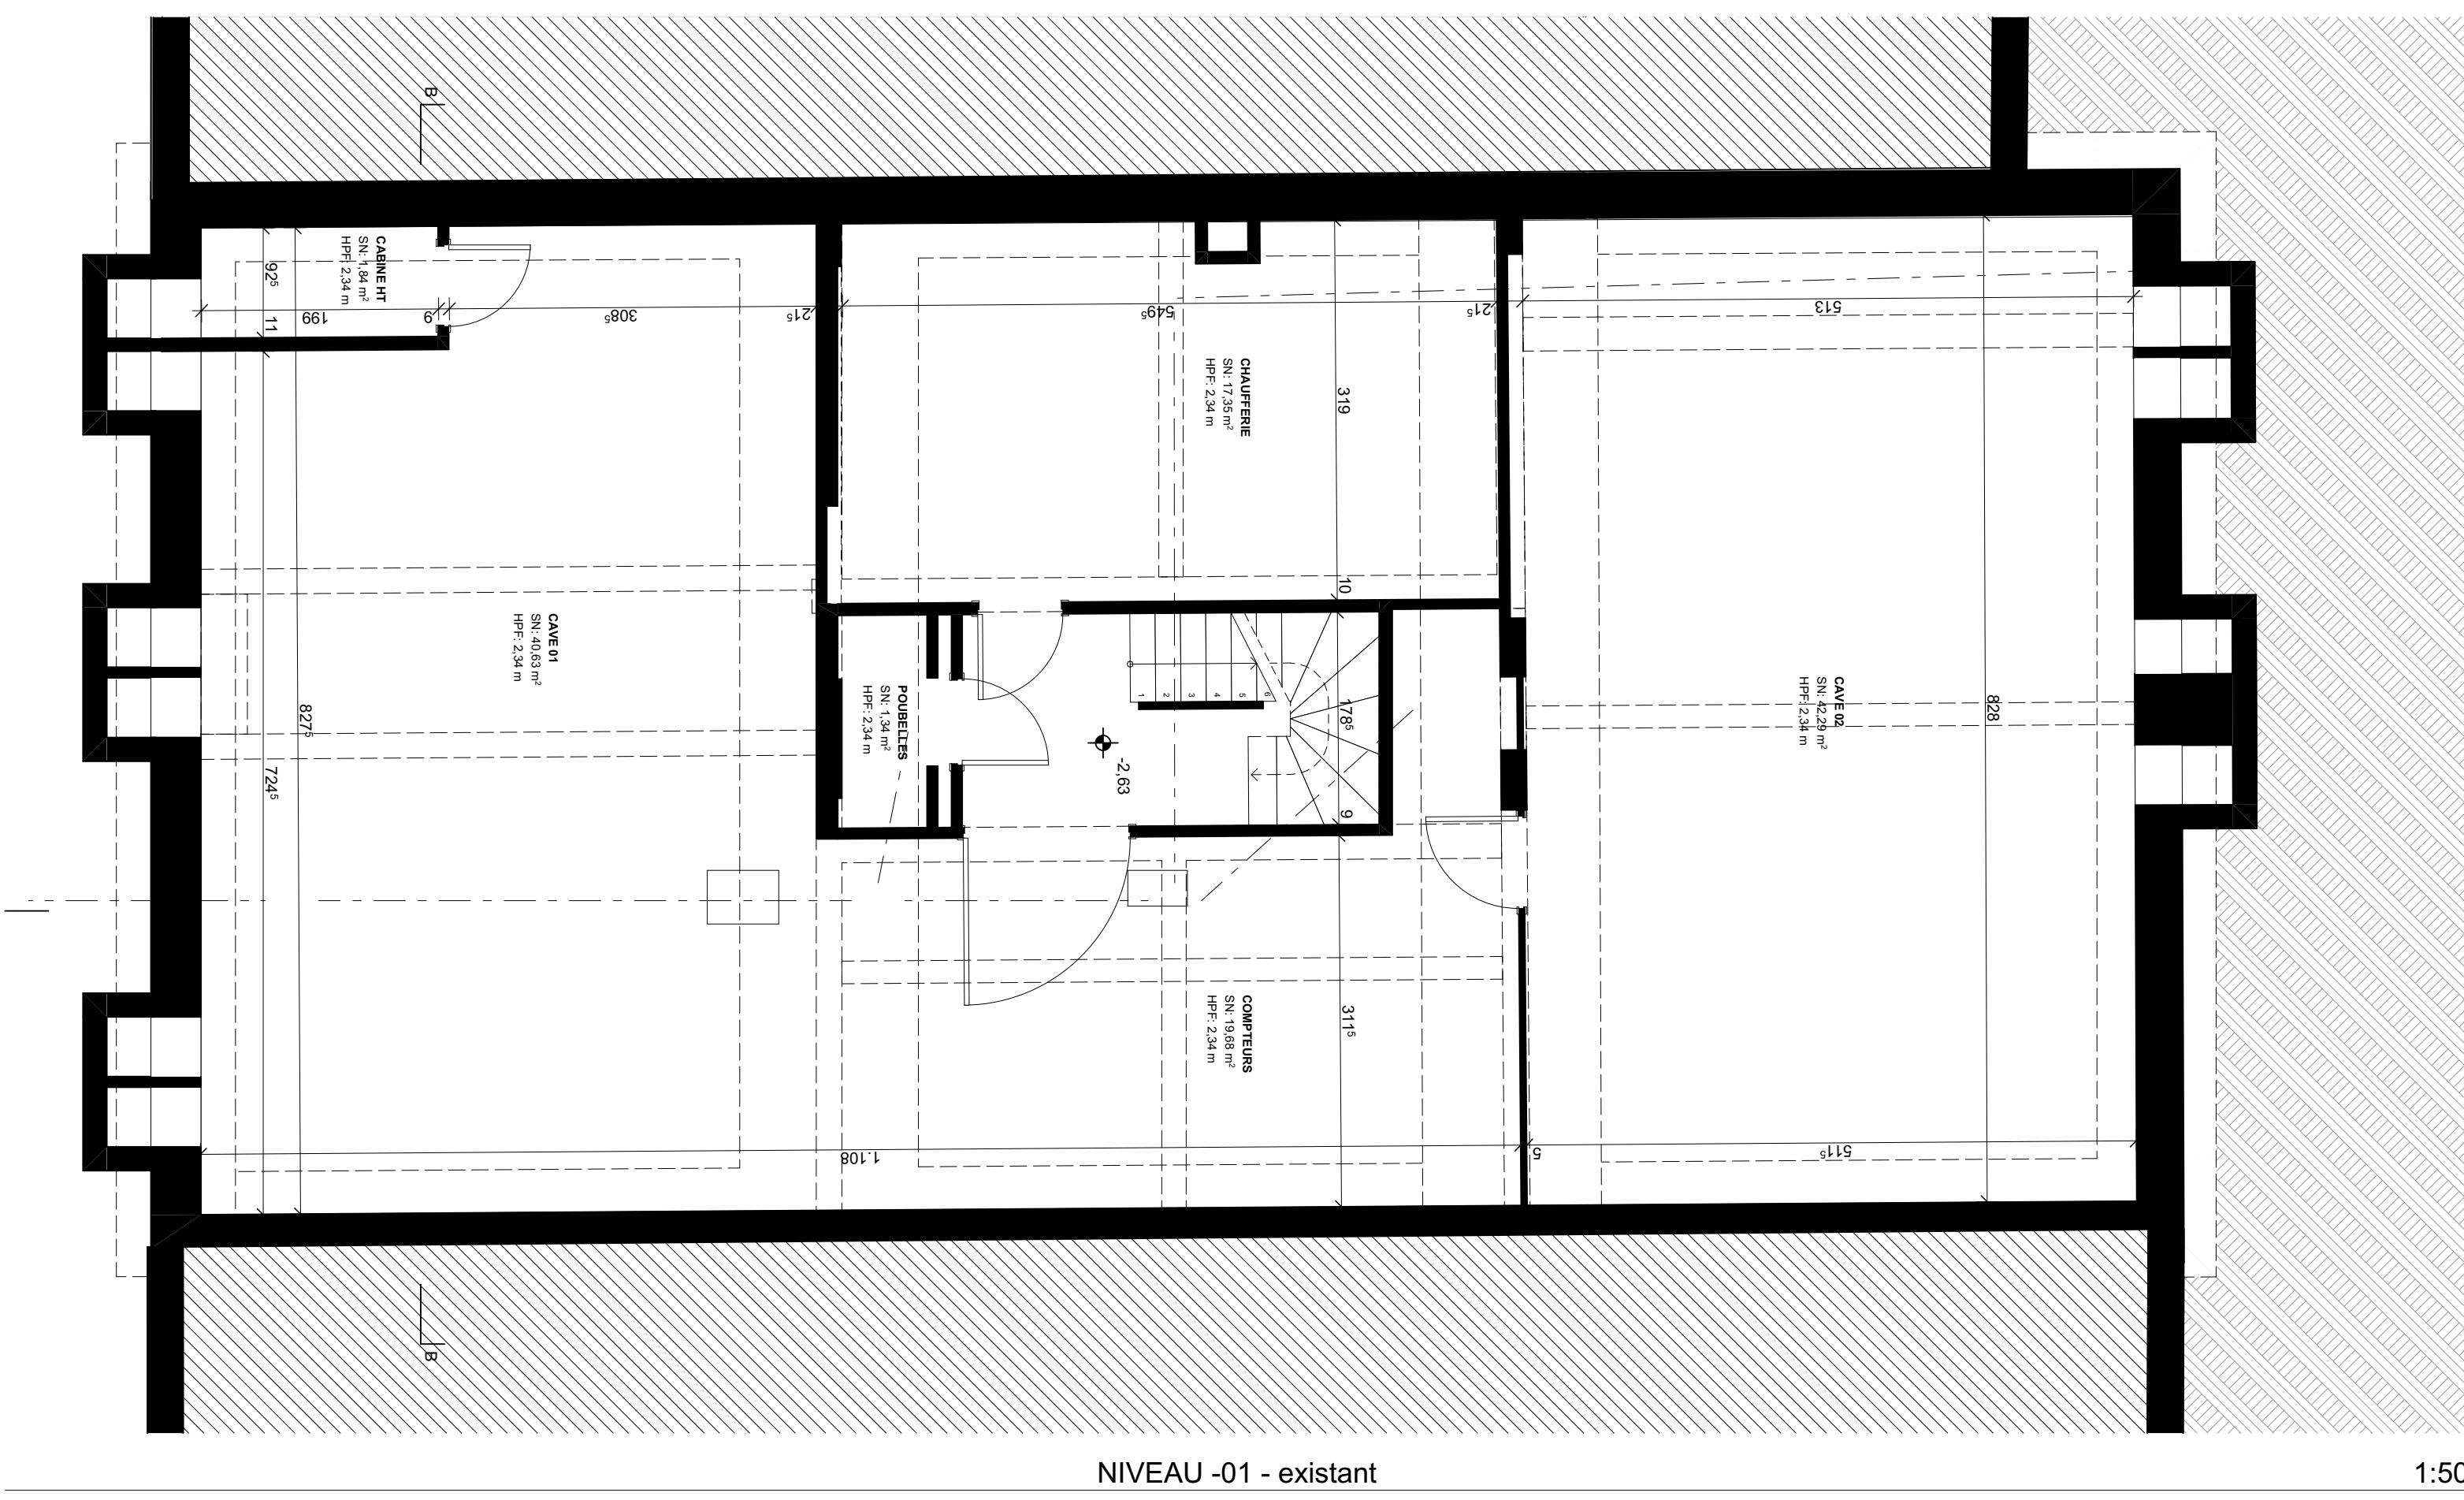 B
CABINE HT
SN: 1,84 m²
HPF: 2,34 m
92⁵
11
199
9
308⁵
21⁵
549⁵
21⁵
513
CHAUFFERIE
SN: 17,35 m²
HPF: 2,34 m
319
10
CAVE 01
SN: 40,63 m²
HPF: 2,34 m
827⁵
724⁵
POUBELLES
SN: 1,34 m²
HPF: 2,34 m
1
2
3
4
5
6
178⁵
9
-2,63
CAVE 02
SN: 42,29 m²
HPF: 2,34 m
828
COMPTEURS
SN: 19,68 m²
HPF: 2,34 m
311⁵
1.108
5
511⁵
B
NIVEAU -01 - existant
1:50